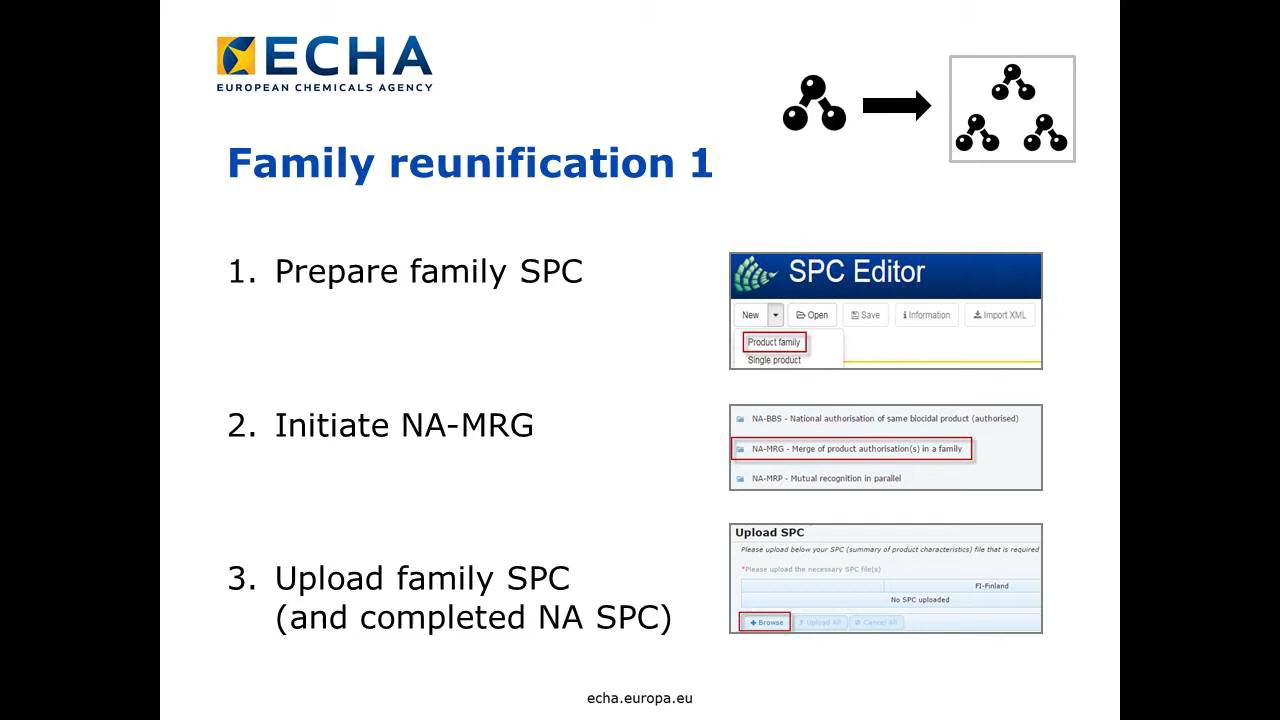 ECHA
EUROPEAN CHEMICALS AGENCY
Family reunification 1
1. Prepare family SPC
SPC Editor
New Open Save Information Import XML
Product family
Single product
2. Initiate NA-MRG
NA-BBS - National authorisation of same biocidal product (authorised)
NA-MRG - Merge of product authorisation(s) in a family
NA-MRP - Mutual recognition in parallel
3. Upload family SPC
(and completed NA SPC)
Upload SPC
Please upload below your SPC (summary of product characteristics) file that is required
*Please upload the necessary SPC file(s)
FI-Finland
No SPC uploaded
Browse Upload All Cancel All
echa.europa.eu